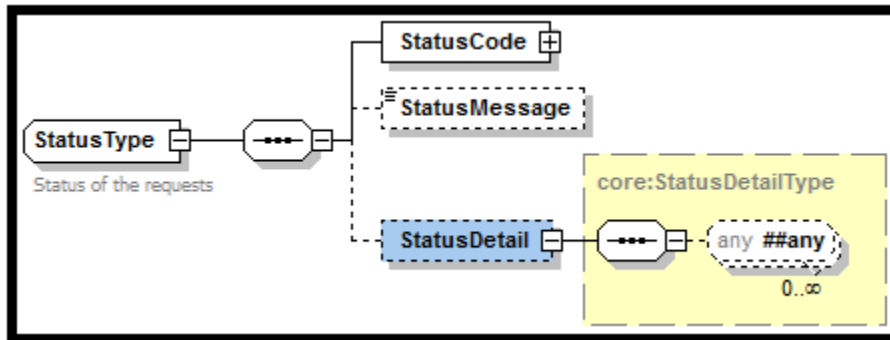 StatusCode
StatusMessage
StatusType
Status of the requests
core:StatusDetailType
StatusDetail
any ##any
0..∞